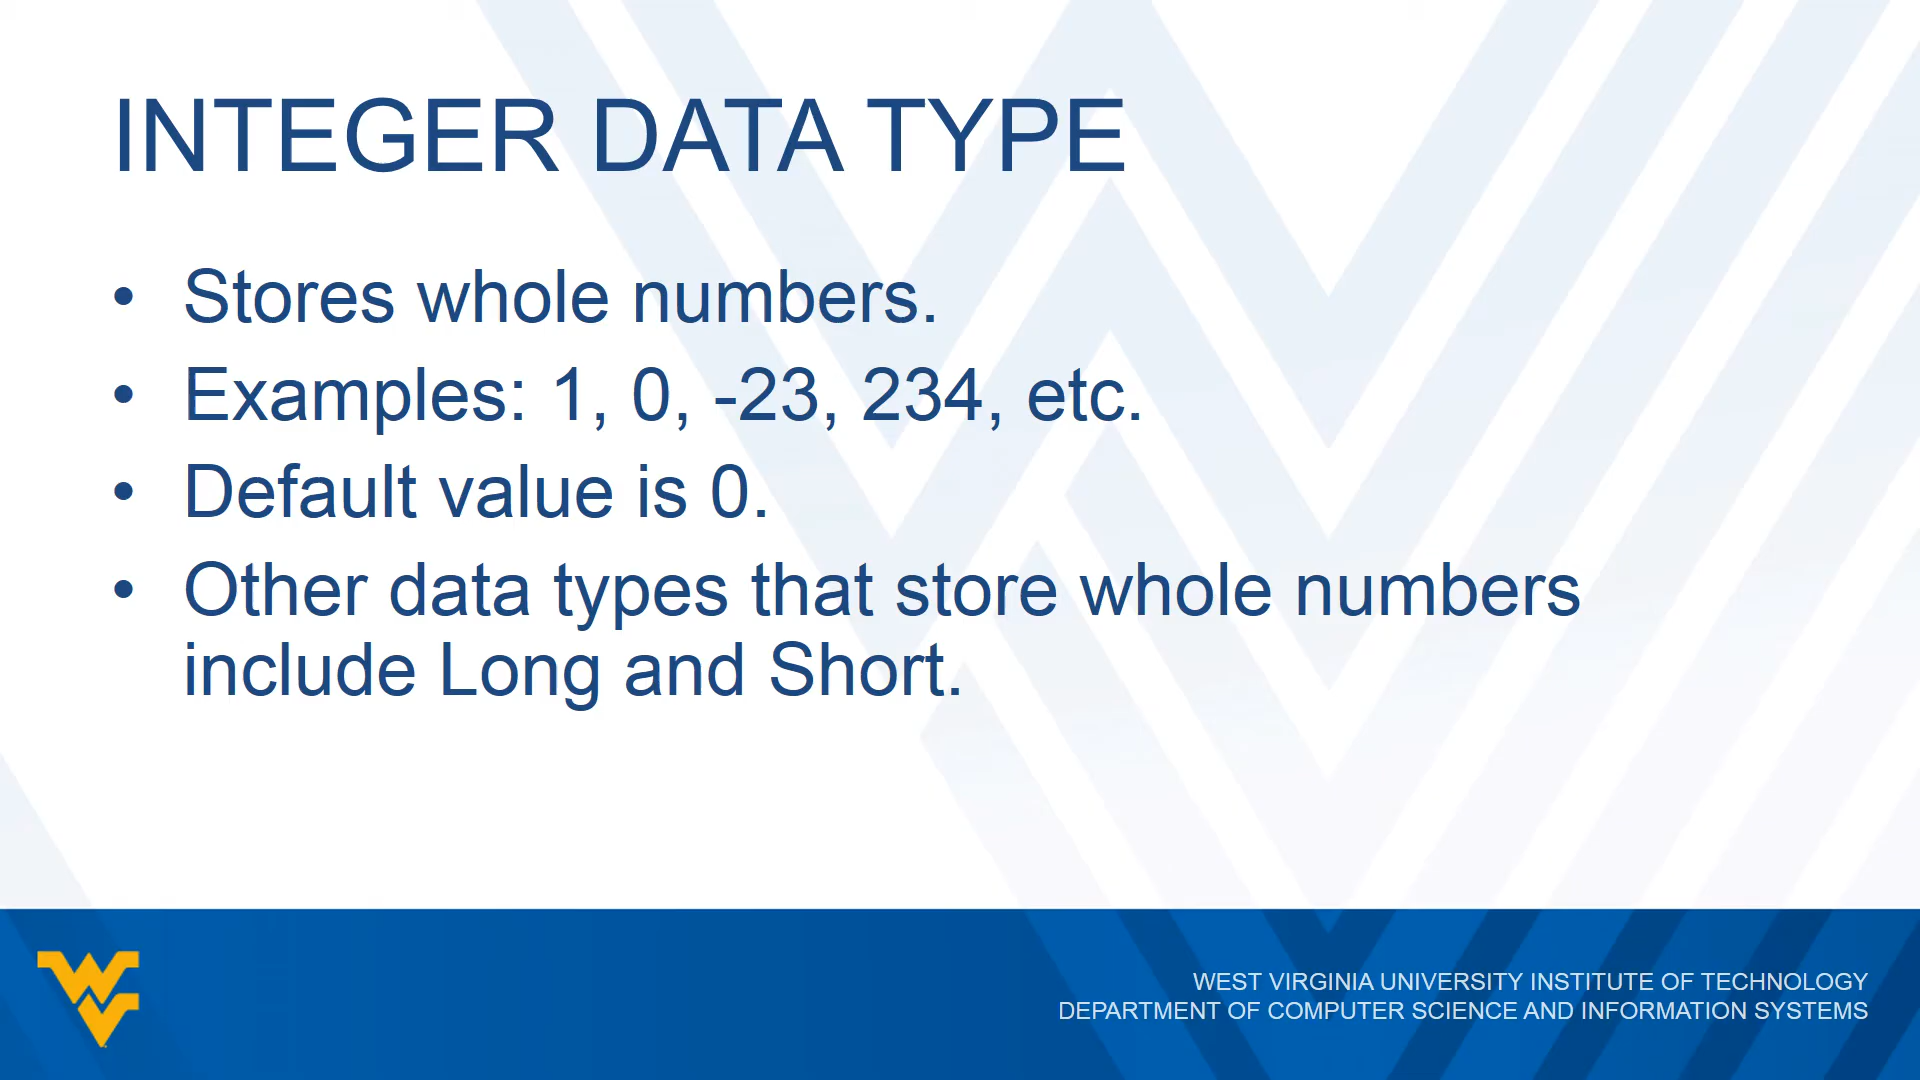 INTEGER DATA TYPE
• Stores whole numbers.
• Examples: 1, 0, -23, 234, etc.
• Default value is 0.
• Other data types that store whole numbers
include Long and Short.
WEST VIRGINIA UNIVERSITY INSTITUTE OF TECHNOLOGY
DEPARTMENT OF COMPUTER SCIENCE AND INFORMATION SYSTEMS